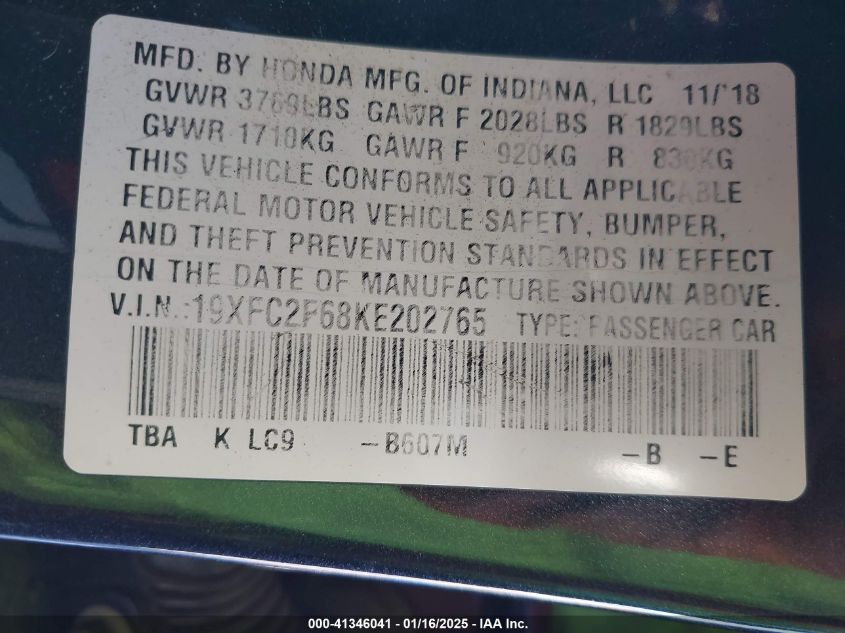 MFD. BY HONDA MFG. OF INDIANA, LLC 11/'18
GVWR 3769LBS GAWR F 2028LBS R 1829LBS
GVWR 1710KG GAWR F 920KG R 830KG
THIS VEHICLE CONFORMS TO ALL APPLICABLE
FEDERAL MOTOR VEHICLE SAFETY, BUMPER,
AND THEFT PREVENTION STANDARDS IN EFFECT
ON THE DATE OF MANUFACTURE SHOWN ABOVE.
V.I.N.:19XFC2F68KE202765 TYPE: PASSENGER CAR
TBA K LC9 -B607M -B -E
000-41346041 - 01/16/2025 - IAA Inc.